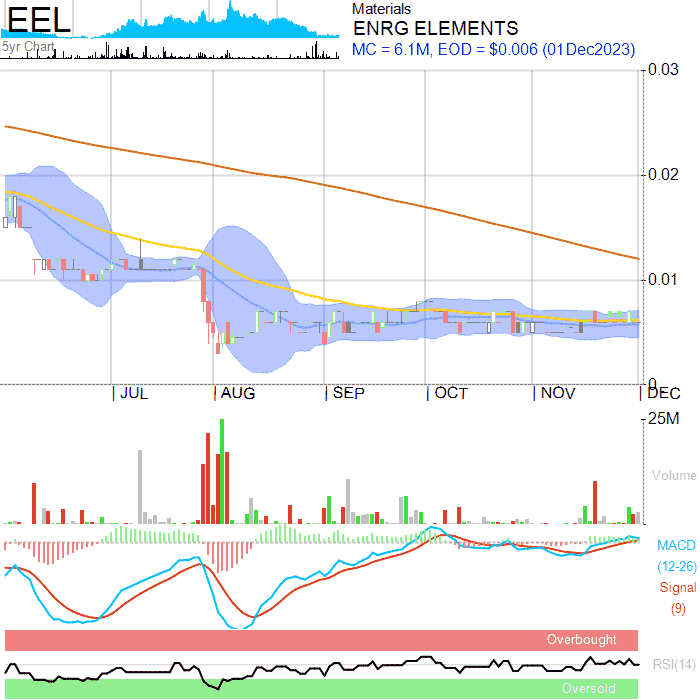 EEL
5yr Chart
Materials
ENRG ELEMENTS
MC = 6.1M, EOD = $0.006 (01Dec2023)
0.03
0.02
0.01
0
JUL AUG SEP OCT NOV DEC
25M
Volume
MACD
(12-26)
Signal
(9)
Overbought
RSI(14)
Oversold